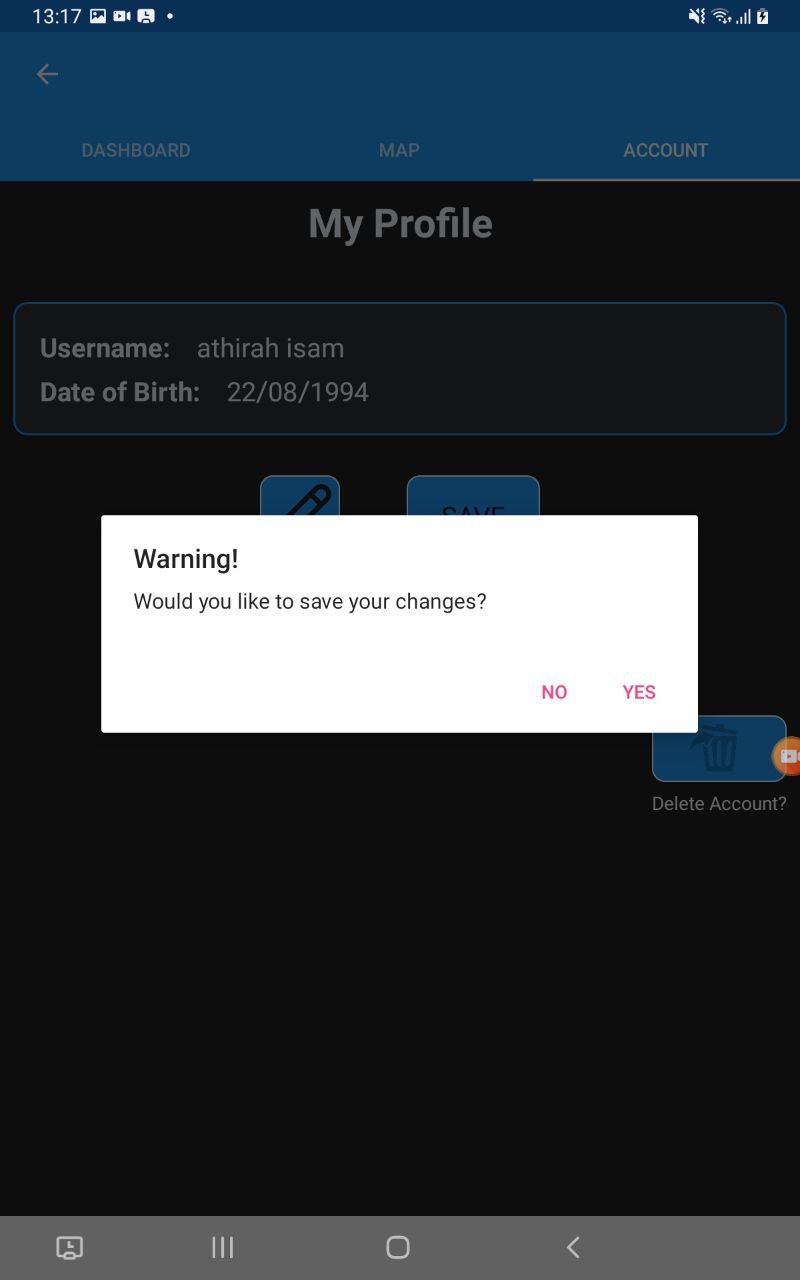 13:17
DASHBOARD MAP ACCOUNT
My Profile
Username: athirah isam
Date of Birth: 22/08/1994
SAVE
Warning!
Would you like to save your changes?
NO YES
Delete Account?